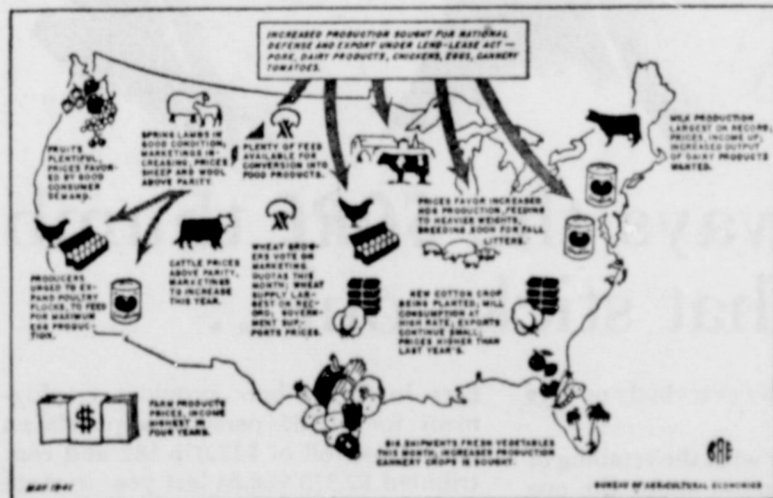 INCREASED PRODUCTION SOUGHT FOR NATIONAL
DEFENSE AND EXPORT UNDER LEND-LEASE ACT —
PORK, DAIRY PRODUCTS, CHICKENS, EGGS, CANNERY
TOMATOES.
FRUITS
PLENTIFUL,
PRICES FAVOR-
ED BY GOOD
CONSUMER
DEMAND.
SPRING LAMBS IN
GOOD CONDITION,
MARKETINGS IN-
CREASING, PRICES
SHEEP AND WOOL
ABOVE PARITY.
PLENTY OF FEED
AVAILABLE FOR
CONVERSION INTO
FOOD PRODUCTS.
MILK PRODUCTION
LARGEST ON RECORD,
PRICES, INCOME UP,
INCREASED OUTPUT
OF DAIRY PRODUCTS
WANTED.
PRICES FAVOR INCREASED
HOG PRODUCTION, FEEDING
TO HEAVIER WEIGHTS,
BREEDING SOWS FOR FALL
LITTERS.
PRODUCERS
URGED TO EX-
PAND POULTRY
FLOCKS, TO FEED
FOR MAXIMUM
EGG PRODUC-
TION.
CATTLE PRICES
ABOVE PARITY,
MARKETINGS
TO INCREASE
THIS YEAR.
WHEAT GROW-
ERS VOTE ON
MARKETING
QUOTAS THIS
MONTH; WHEAT
SUPPLY LAR-
GEST ON REC-
ORD; GOVERN-
MENT SUP-
PORTS PRICES.
NEW COTTON CROP
BEING PLANTED, MILL
CONSUMPTION AT
HIGH RATE; EXPORTS
CONTINUE SMALL;
PRICES HIGHER THAN
LAST YEAR'S.
$
FARM PRODUCTS
PRICES, INCOME
HIGHEST IN
FOUR YEARS.
BIG SHIPMENTS FRESH VEGETABLES
THIS MONTH, INCREASED PRODUCTION
CANNERY CROPS IS SOUGHT.
MAY 1941
BAE
BUREAU OF AGRICULTURAL ECONOMICS